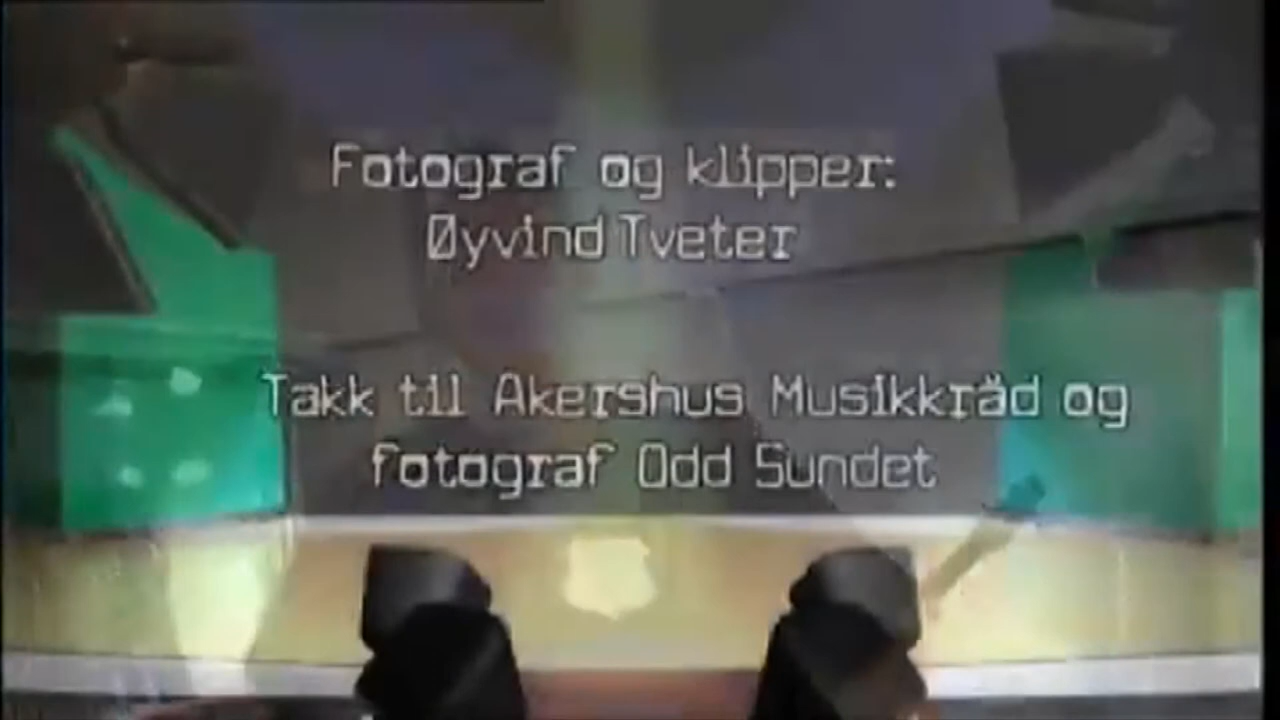 Fotograf og klipper:
Øyvind Tveter
Takk til Akershus Musikkråd og
fotograf Odd Sundet